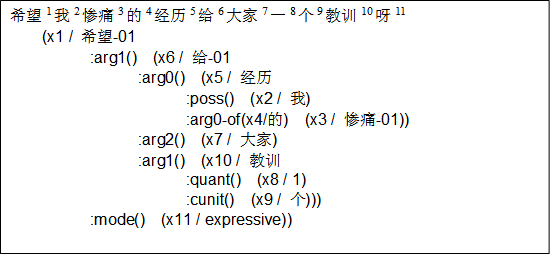 希望 1 我 2 惨痛 3 的 4 经历 5 给 6 大家 7 一 8 个 9 教训 10 呀 11
(x1 / 希望-01
:arg1() (x6 / 给-01
:arg0() (x5 / 经历
:poss() (x2 / 我)
:arg0-of(x4/的) (x3 / 惨痛-01))
:arg2() (x7 / 大家)
:arg1() (x10 / 教训
:quant() (x8 / 1)
:cunit() (x9 / 个)))
:mode() (x11 / expressive))